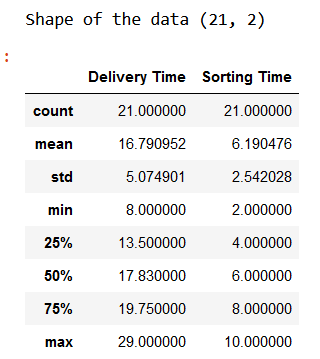 Shape of the data (21, 2)
:
Delivery Time Sorting Time
count 21.000000 21.000000
mean 16.790952 6.190476
std 5.074901 2.542028
min 8.000000 2.000000
25% 13.500000 4.000000
50% 17.830000 6.000000
75% 19.750000 8.000000
max 29.000000 10.000000